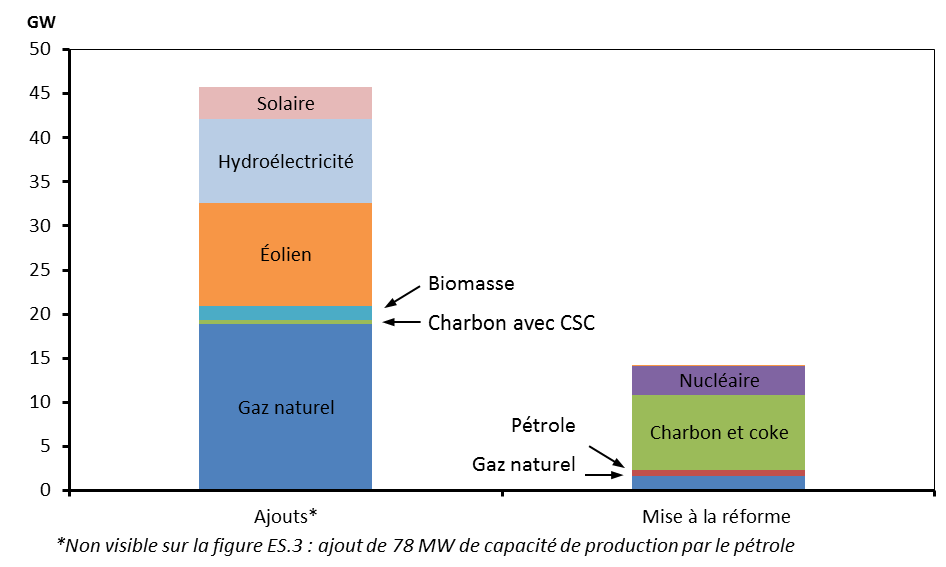 GW
50
45
40
35
30
25
20
15
10
5
0
Solaire
Hydroélectricité
Éolien
Biomasse
Charbon avec CSC
Gaz naturel
Nucléaire
Charbon et coke
Pétrole
Gaz naturel
Ajouts*
Mise à la réforme
*Non visible sur la figure ES.3 : ajout de 78 MW de capacité de production par le pétrole